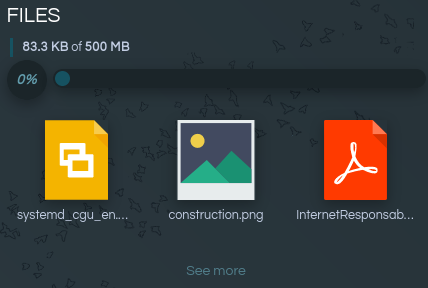 FILES
83.3 KB of 500 MB
0%
systemd_cgu_en.... construction.png InternetResponsab...
See more